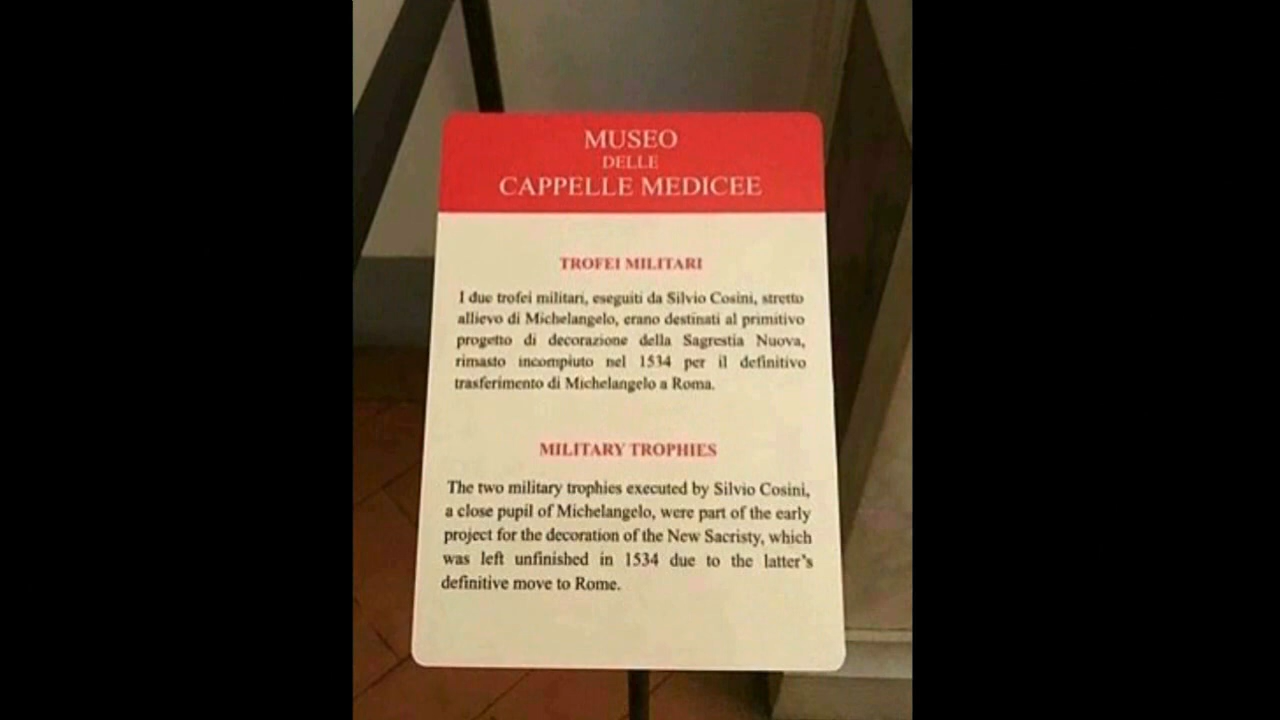 MUSEO
DELLE
CAPPELLE MEDICEE
TROFEI MILITARI
I due trofei militari, eseguiti da Silvio Cosini, stretto
allievo di Michelangelo, erano destinati al primitivo
progetto di decorazione della Sagrestia Nuova,
rimasto incompiuto nel 1534 per il definitivo
trasferimento di Michelangelo a Roma.
MILITARY TROPHIES
The two military trophies executed by Silvio Cosini,
a close pupil of Michelangelo, were part of the early
project for the decoration of the New Sacristy, which
was left unfinished in 1534 due to the latter's
definitive move to Rome.